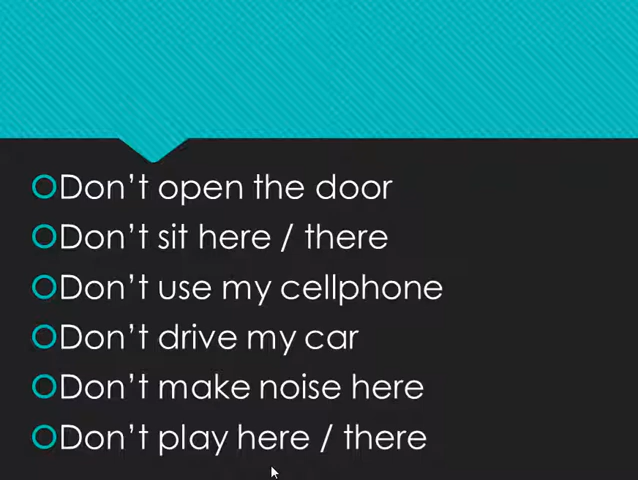 Don’t open the door
Don’t sit here / there
Don’t use my cellphone
Don’t drive my car
Don’t make noise here
Don’t play here / there